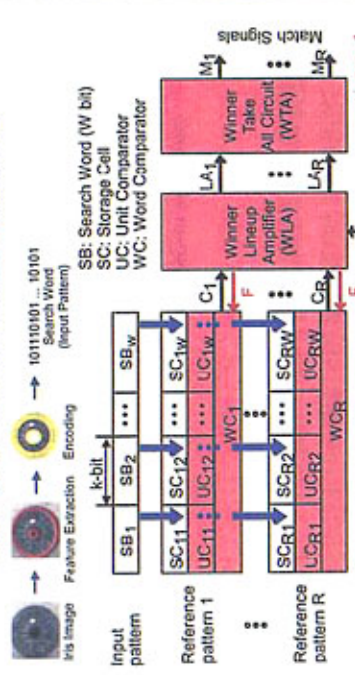 Iris Image
Feature Extraction
Encoding
101110101 ... 10101
Search Word
(Input Pattern)
SB: Search Word (W bit)
SC: Storage Cell
UC: Unit Comparator
WC: Word Comparator
k-bit
Input
pattern
SB1 SB2 ... SBW
Reference
pattern 1
SC11 SC12 ... SC1W
UC11 UC12 ... UC1W
WC1
Reference
pattern R
SCR1 SCR2 ... SCRW
UCR1 UCR2 ... UCRW
WCR
C1
F
CR
Winner
Lineup
Amplifier
(WLA)
LA1
LAR
Winner
Take
All Circuit
(WTA)
M1
MR
Match Signals